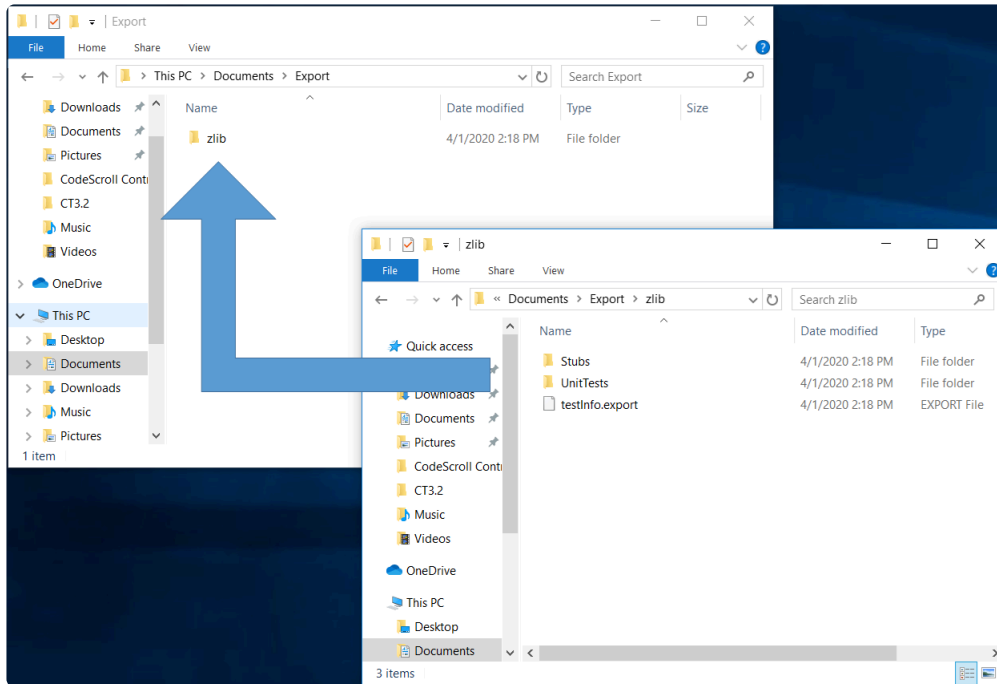 Export
File Home Share View
This PC > Documents > Export
Search Export
Name Date modified Type Size
zlib 4/1/2020 2:18 PM File folder
Downloads
Documents
Pictures
CodeScroll Conti
CT3.2
Music
Videos
OneDrive
This PC
Desktop
Documents
Downloads
Music
Pictures
1 item
zlib
File Home Share View
« Documents > Export > zlib
Search zlib
Name Date modified Type
Stubs 4/1/2020 2:18 PM File folder
UnitTests 4/1/2020 2:18 PM File folder
testInfo.export 4/1/2020 2:18 PM EXPORT File
Quick access
Downloads
Documents
Pictures
CodeScroll Conti
CT3.2
Music
Videos
OneDrive
This PC
Desktop
Documents
3 items